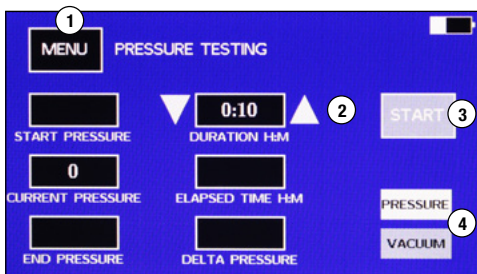 1
MENU PRESSURE TESTING
0:10 2 START 3
START PRESSURE DURATION H:M
0
CURRENT PRESSURE ELAPSED TIME H:M PRESSURE
4
VACUUM
END PRESSURE DELTA PRESSURE